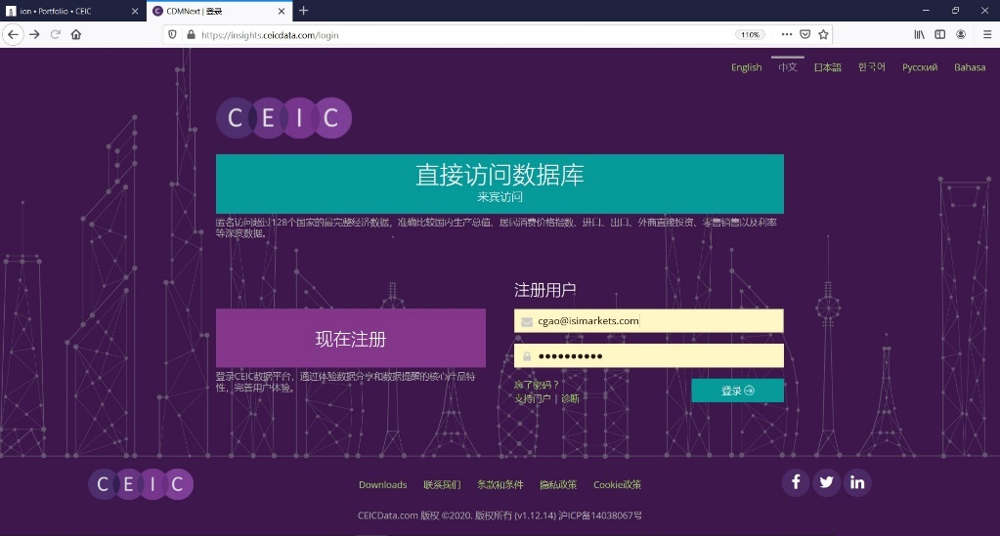 ion • Portfolio • CEIC
CDMNext | 登录
https://insights.ceicdata.com/login
110%
English 中文 日本語 한국어 Русский Bahasa
CEIC
直接访问数据库
来宾访问
匿名访问超过128个国家的最完整经济数据，准确比较国内生产总值、居民消费价格指数、进口、出口、外商直接投资、零售销售以及利率
等深度数据。
注册用户
cgao@isimarkets.com
现在注册
登录CEIC数据平台，通过体验数据分享和数据提醒的核心产品特
性，完善用户体验。
忘了密码？
支持门户 | 诊断
登录
CEIC
Downloads 联系我们 条款和条件 隐私政策 Cookie政策
CEICData.com 版权 ©2020. 版权所有 (v1.12.14) 沪ICP备14038067号